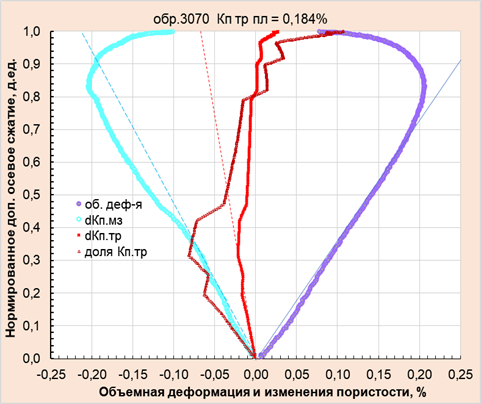 обр.3070 Кп тр пл = 0,184%
Нормированное доп. осевое сжатие, д.ед.
1,0
0,9
0,8
0,7
0,6
0,5
0,4
0,3
0,2
0,1
0,0
об. деф-я
dКп.мз
dКп.тр
доля Кп.тр
-0,25 -0,20 -0,15 -0,10 -0,05 0,00 0,05 0,10 0,15 0,20 0,25
Объемная деформация и изменения пористости, %